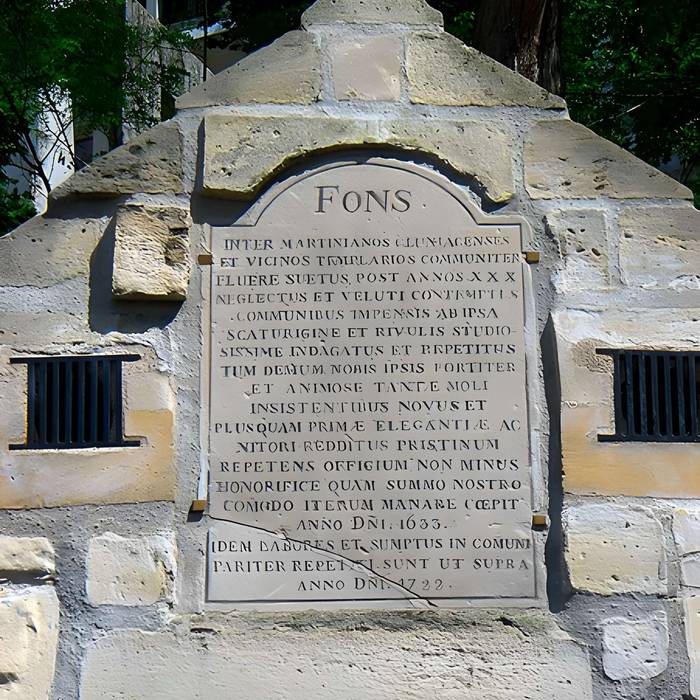 FONS
INTER MARTINIANOS CLUNIACENSES
ET VICINOS TEMPLARIOS COMMUNITER
FLUERE SUETUS, POST ANNOS XXX
NEGLECTUS ET VELUTI CONTEMPTUS
COMMUNIBUS IMPENSIS AB IPSA
SCATURIGINE ET RIVULIS STUDIO-
SISSIME INDAGATUS ET REPETITUS
TUM DEMUM NOBIS IPSIS FORTITER
ET ANIMOSE TANTÆ MOLI
INSISTENTIBUS NOVUS ET
PLUSQUAM PRIMÆ ELEGANTIÆ AC
NITORI REDDITUS PRISTINUM
REPETENS OFFICIUM NON MINUS
HONORIFICE QUAM SUMMO NOSTRO
COMODO ITERUM MANARE CŒPIT
ANNO DÑI. 1633.
IDEM LABORES ET SUMPTUS IN COMUNI
PARITER REPETITI SUNT UT SUPRA
ANNO DÑI. 1722.